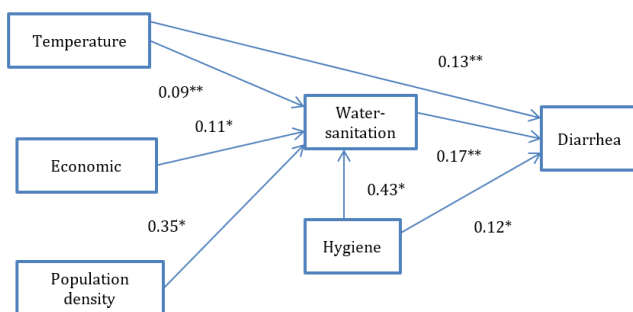 Temperature
0.13**
0.09**
Water-
sanitation
Diarrhea
0.11*
Economic
0.17**
0.43*
0.35*
Hygiene
0.12*
Population
density